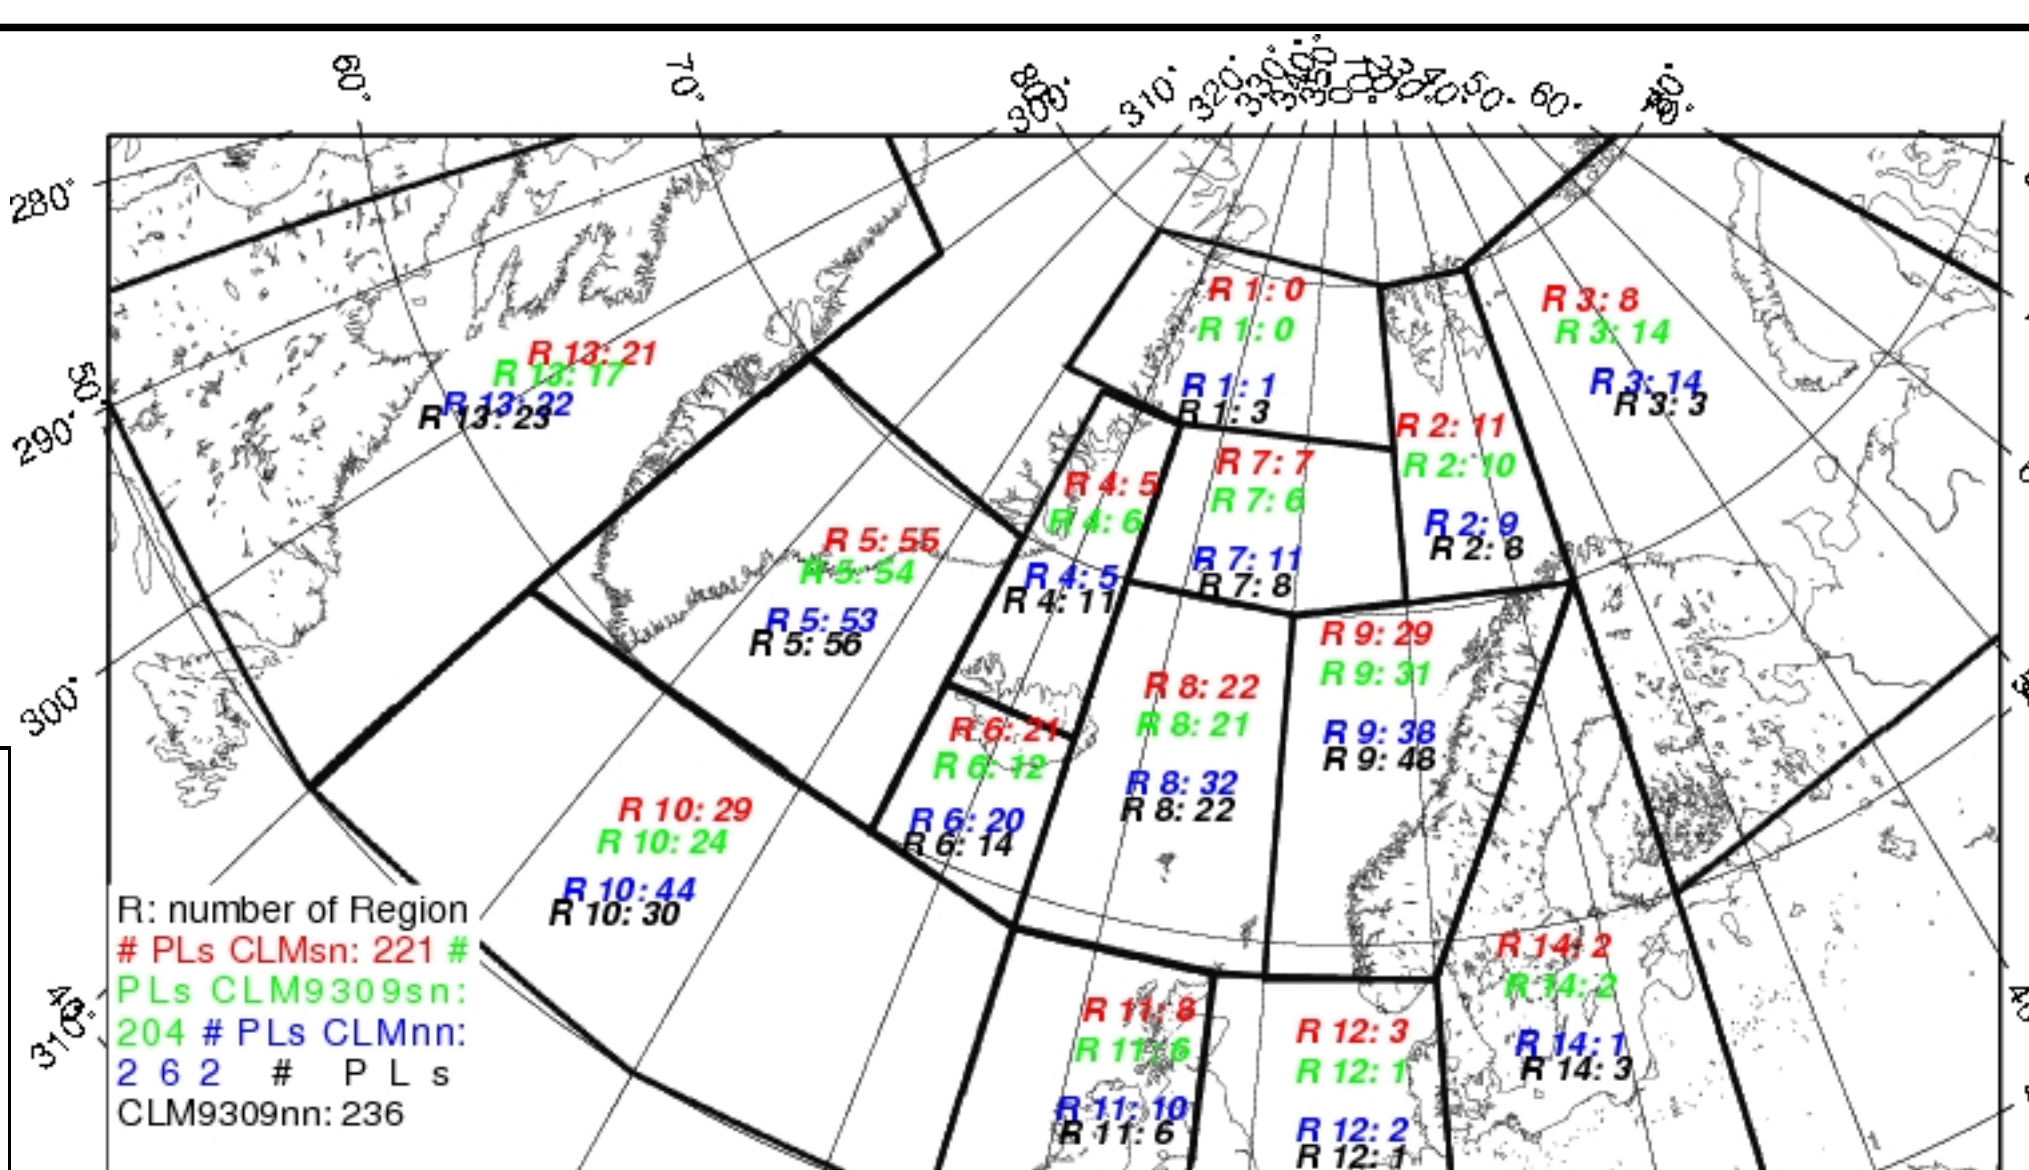 60°
70°
80°
300°
310°
320°
330°
40°
50°
60°
280°
R 1: 0
R 1: 0
R 1: 1
R 1: 3
R 3: 8
R 3: 14
R 3: 14
R 3: 3
R 13: 21
R 13: 17
R 13: 22
R 13: 23
50°
290°
R 2: 11
R 2: 10
R 2: 9
R 2: 8
R 4: 5
R 4: 6
R 4: 5
R 4: 11
R 7: 7
R 7: 6
R 7: 11
R 7: 8
R 5: 55
R 5: 54
R 5: 53
R 5: 56
300°
R 9: 29
R 9: 31
R 9: 38
R 9: 48
R 8: 22
R 8: 21
R 8: 32
R 8: 22
R 6: 21
R 6: 12
R 6: 20
R 6: 14
R 10: 29
R 10: 24
R 10: 44
R 10: 30
R: number of Region
# PLs CLMsn: 221 #
PLs CLM9309sn:
204 # PLs CLMnn:
262 # PLs
CLM9309nn: 236
310°
R 14: 2
R 14: 2
R 14: 1
R 14: 3
R 11: 8
R 11: 6
R 11: 10
R 11: 6
R 12: 3
R 12: 1
R 12: 2
R 12: 1